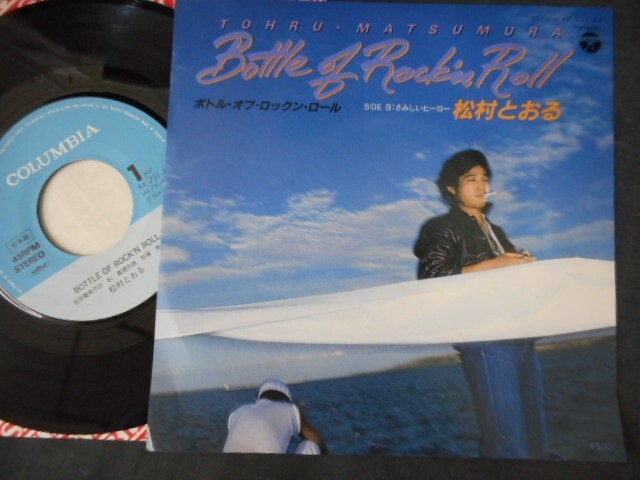 TOHRU・MATSUMURA
Bottle of Rock'n Roll
ボトル・オブ・ロックン・ロール
SIDE B：さみしいヒーロー
松村とおる
COLUMBIA
1
45RPM
STEREO
BOTTLE OF ROCK'N ROLL
松村とおる